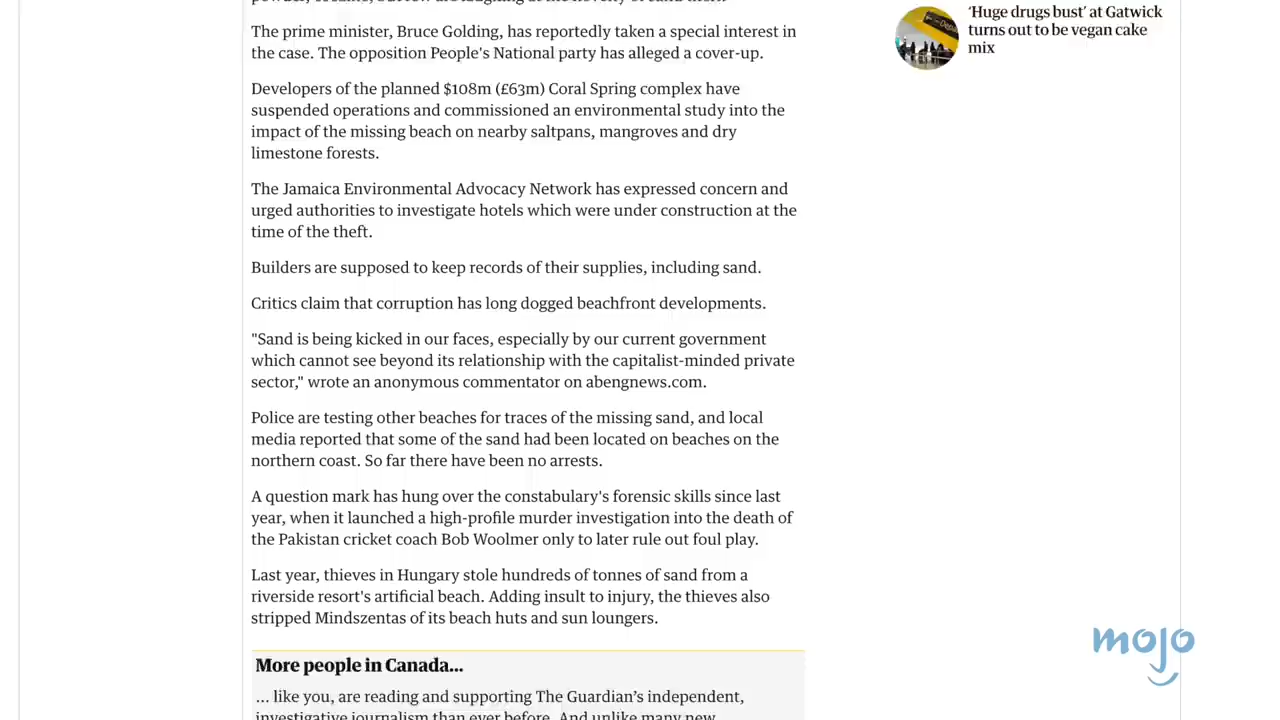 The prime minister, Bruce Golding, has reportedly taken a special interest in
the case. The opposition People's National party has alleged a cover-up.
Developers of the planned $108m (£63m) Coral Spring complex have
suspended operations and commissioned an environmental study into the
impact of the missing beach on nearby saltpans, mangroves and dry
limestone forests.
The Jamaica Environmental Advocacy Network has expressed concern and
urged authorities to investigate hotels which were under construction at the
time of the theft.
Builders are supposed to keep records of their supplies, including sand.
Critics claim that corruption has long dogged beachfront developments.
"Sand is being kicked in our faces, especially by our current government
which cannot see beyond its relationship with the capitalist-minded private
sector," wrote an anonymous commentator on abengnews.com.
Police are testing other beaches for traces of the missing sand, and local
media reported that some of the sand had been located on beaches on the
northern coast. So far there have been no arrests.
A question mark has hung over the constabulary's forensic skills since last
year, when it launched a high-profile murder investigation into the death of
the Pakistan cricket coach Bob Woolmer only to later rule out foul play.
Last year, thieves in Hungary stole hundreds of tonnes of sand from a
riverside resort's artificial beach. Adding insult to injury, the thieves also
stripped Mindszentas of its beach huts and sun loungers.
More people in Canada...
... like you, are reading and supporting The Guardian's independent,
investigative journalism than ever before. And unlike many new
'Huge drugs bust' at Gatwick
turns out to be vegan cake
mix
mojo